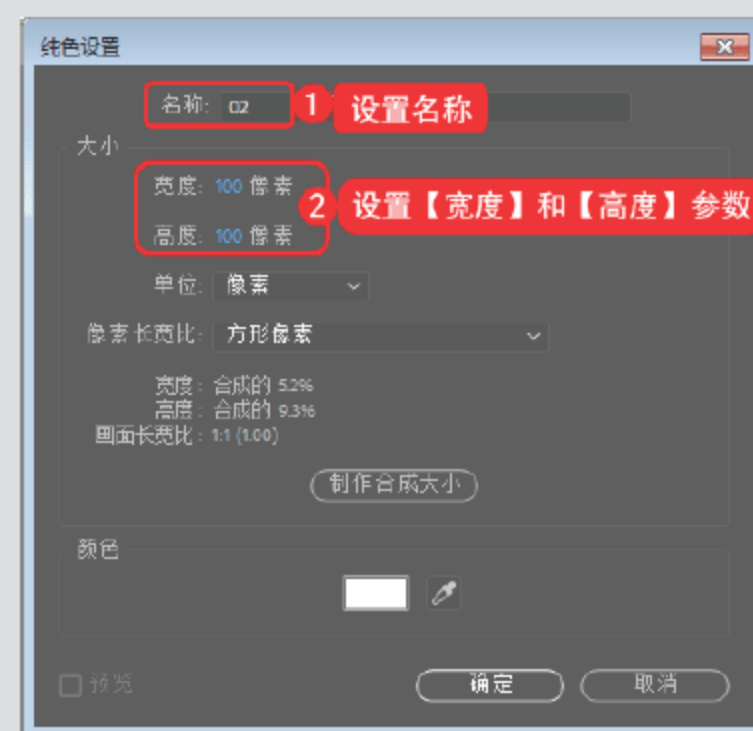 纯色设置
名称: 02 1 设置名称
大小
宽度: 100 像素
2 设置【宽度】和【高度】参数
高度: 100 像素
单位: 像素
像素长宽比: 方形像素
宽度: 合成的 5.2%
高度: 合成的 9.3%
画面长宽比: 1:1 (1.00)
制作合成大小
颜色
预览 确定 取消